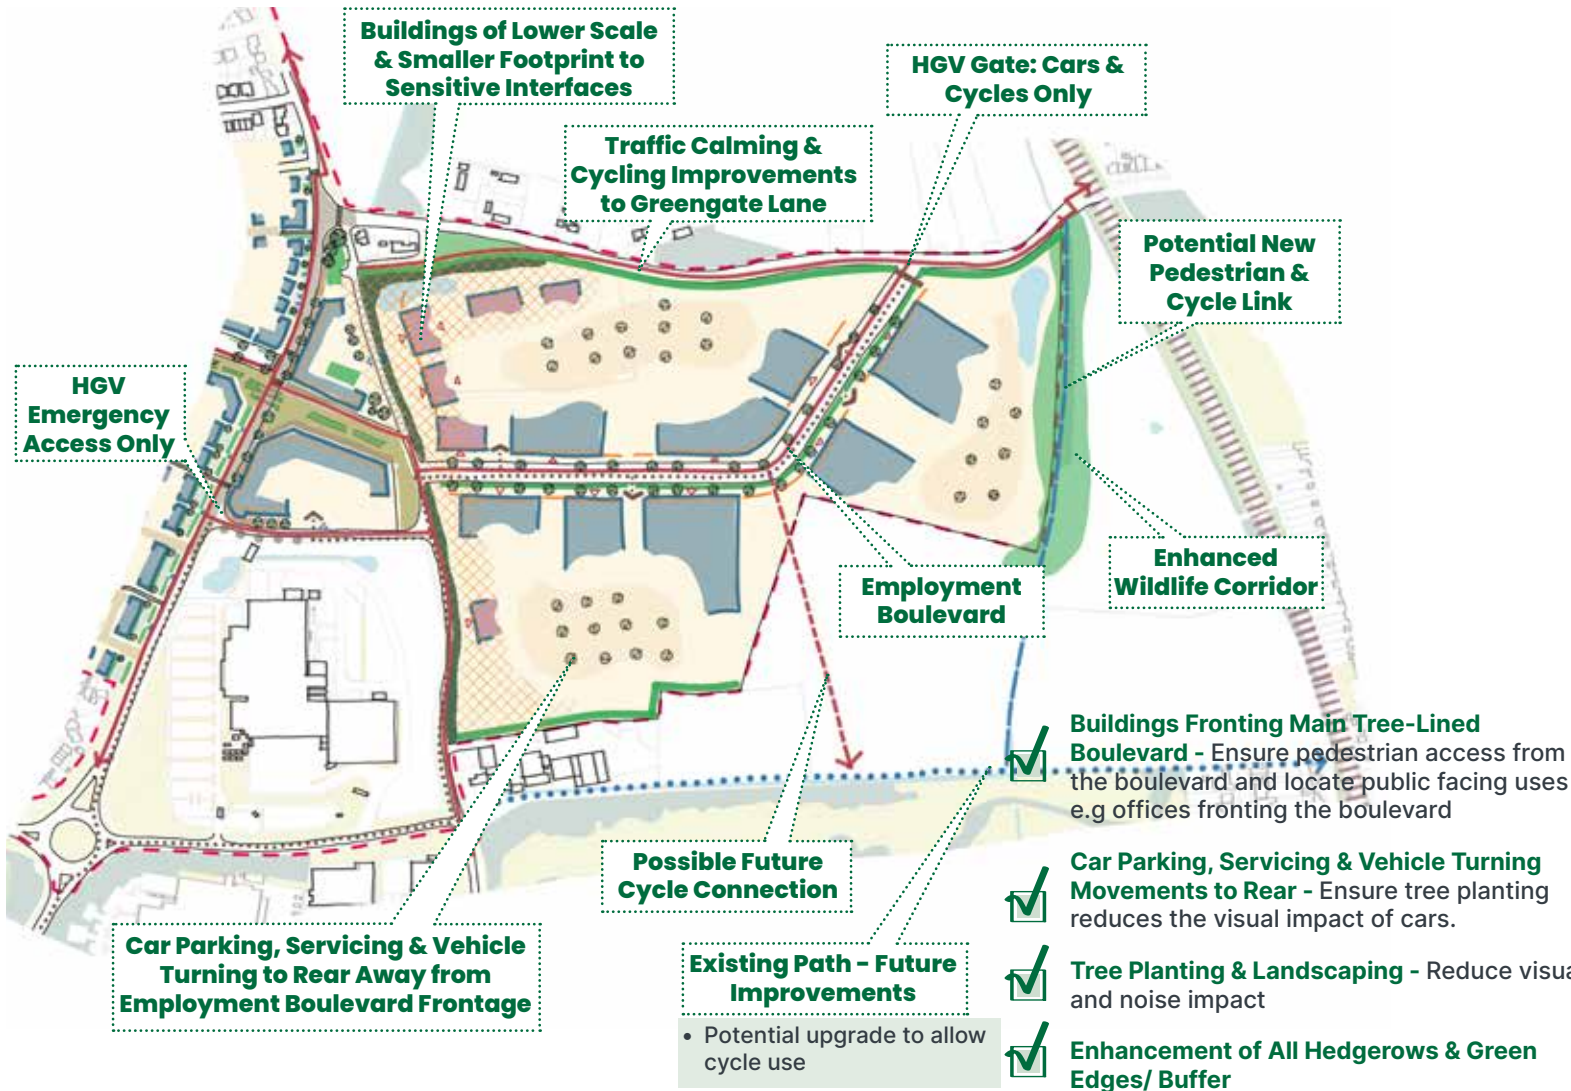 Buildings of Lower Scale
& Smaller Footprint to
Sensitive Interfaces
HGV Gate: Cars &
Cycles Only
Traffic Calming &
Cycling Improvements
to Greengate Lane
Potential New
Pedestrian &
Cycle Link
HGV
Emergency
Access Only
Employment
Boulevard
Enhanced
Wildlife Corridor
Possible Future
Cycle Connection
Car Parking, Servicing & Vehicle
Turning to Rear Away from
Employment Boulevard Frontage
Existing Path – Future
Improvements
• Potential upgrade to allow
cycle use
Buildings Fronting Main Tree-Lined
Boulevard - Ensure pedestrian access from
the boulevard and locate public facing uses
e.g offices fronting the boulevard
Car Parking, Servicing & Vehicle Turning
Movements to Rear - Ensure tree planting
reduces the visual impact of cars.
Tree Planting & Landscaping - Reduce visua
and noise impact
Enhancement of All Hedgerows & Green
Edges/ Buffer